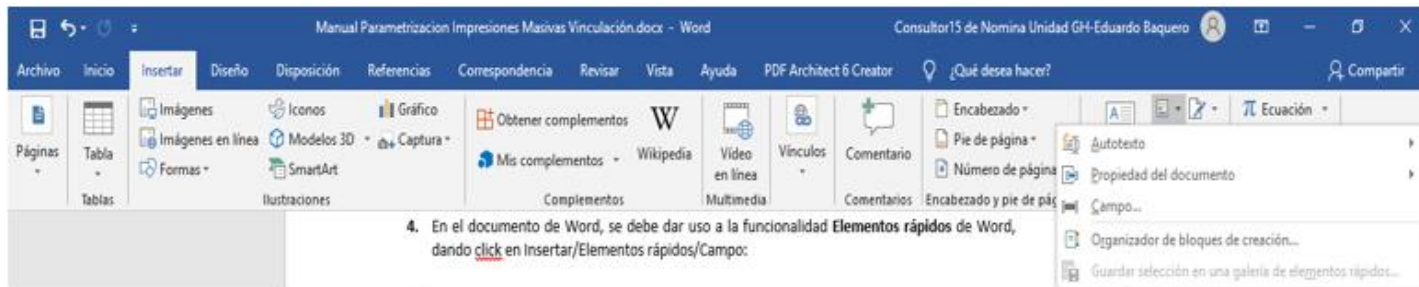 Manual Parametrizacion Impresiones Masivas Vinculación.docx - Word
Consultor15 de Nomina Unidad GH-Eduardo Baquero
Archivo Inicio Insertar Diseño Disposición Referencias Correspondencia Revisar Vista Ayuda PDF Architect 6 Creator ¿Qué desea hacer? Compartir
Páginas
Tabla
Tablas
Imágenes
Imágenes en línea
Formas
Iconos
Modelos 3D
SmartArt
Gráfico
Captura
Ilustraciones
Obtener complementos
Mis complementos
W
Wikipedia
Complementos
Vídeo
en línea
Multimedia
Vínculos
Comentario
Comentarios
Encabezado
Pie de página
Número de página
Encabezado y pie de pág
A
π Ecuación
Autotexto
Propiedad del documento
Campo...
Organizador de bloques de creación...
Guardar selección en una galería de elementos rápidos...
4. En el documento de Word, se debe dar uso a la funcionalidad Elementos rápidos de Word,
dando click en Insertar/Elementos rápidos/Campo: